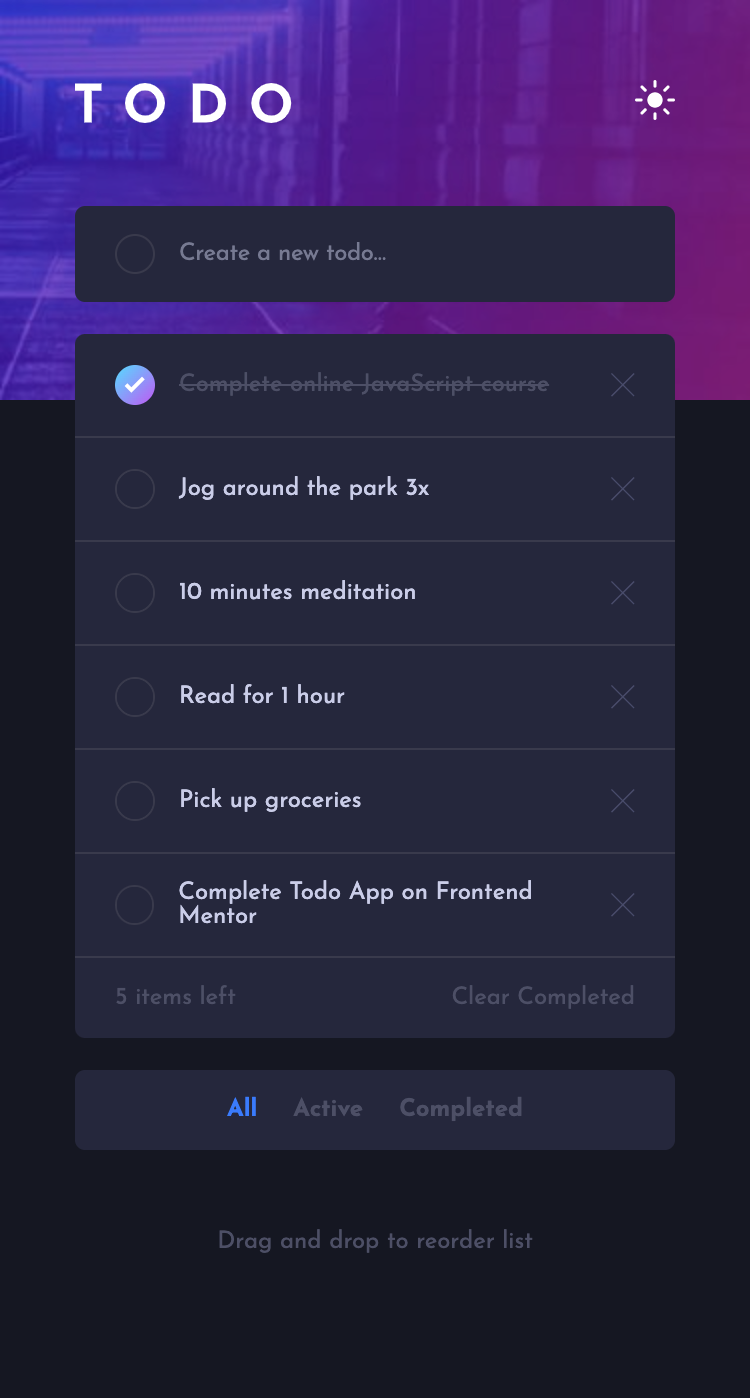 TODO
Create a new todo...
Complete online JavaScript course
Jog around the park 3x
10 minutes meditation
Read for 1 hour
Pick up groceries
Complete Todo App on Frontend
Mentor
5 items left Clear Completed
All Active Completed
Drag and drop to reorder list